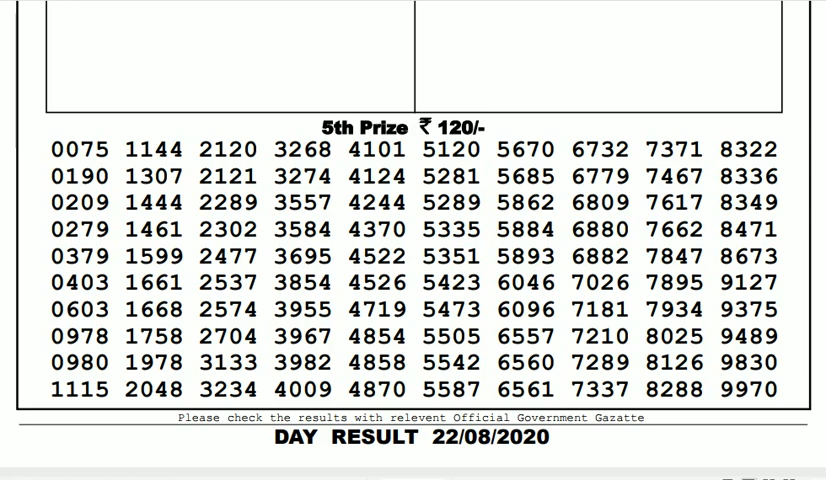 5th Prize ₹ 120/-
0075 1144 2120 3268 4101 5120 5670 6732 7371 8322
0190 1307 2121 3274 4124 5281 5685 6779 7467 8336
0209 1444 2289 3557 4244 5289 5862 6809 7617 8349
0279 1461 2302 3584 4370 5335 5884 6880 7662 8471
0379 1599 2477 3695 4522 5351 5893 6882 7847 8673
0403 1661 2537 3854 4526 5423 6046 7026 7895 9127
0603 1668 2574 3955 4719 5473 6096 7181 7934 9375
0978 1758 2704 3967 4854 5505 6557 7210 8025 9489
0980 1978 3133 3982 4858 5542 6560 7289 8126 9830
1115 2048 3234 4009 4870 5587 6561 7337 8288 9970
Please check the results with relevent Official Government Gazatte
DAY RESULT 22/08/2020